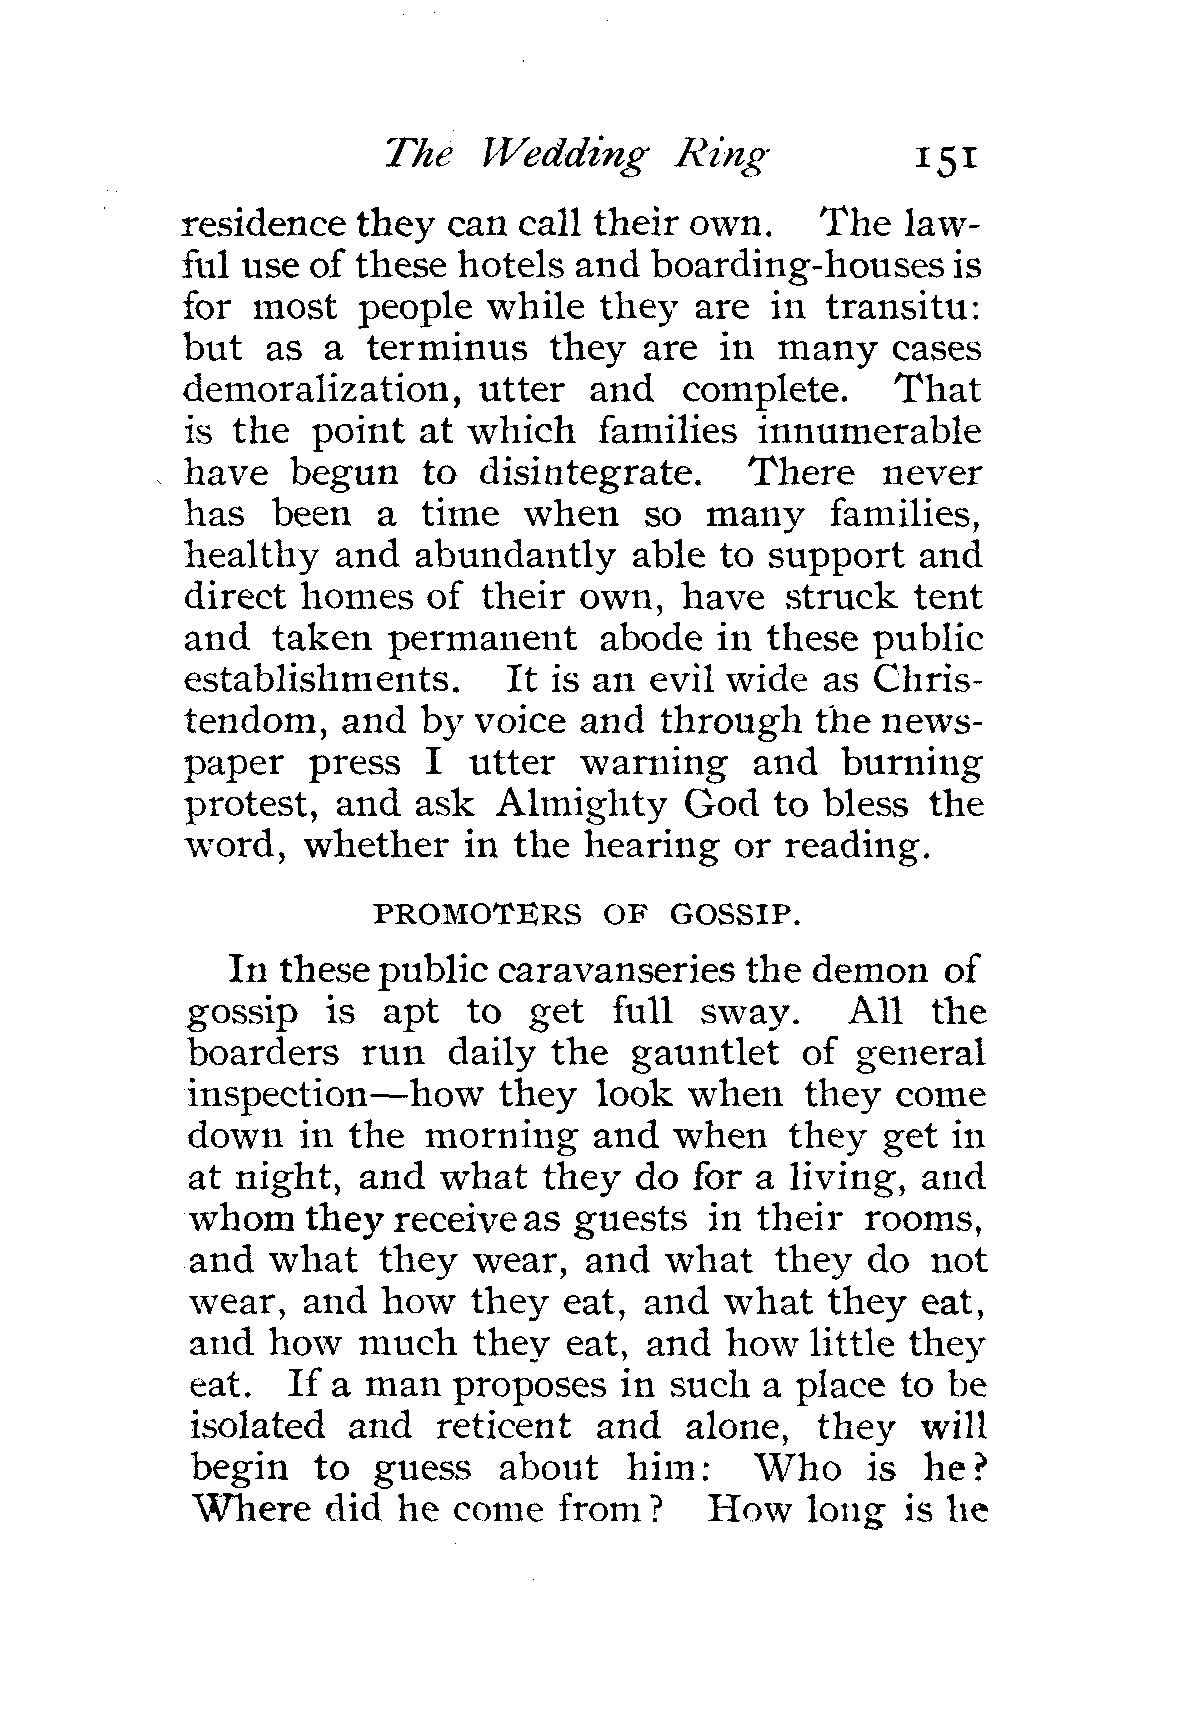 The Wedding Ring 151
residence they can call their own. The law-
ful use of these hotels and boarding-houses is
for most people while they are in transitu:
but as a terminus they are in many cases
demoralization, utter and complete. That
is the point at which families innumerable
have begun to disintegrate. There never
has been a time when so many families,
healthy and abundantly able to support and
direct homes of their own, have struck tent
and taken permanent abode in these public
establishments. It is an evil wide as Chris-
tendom, and by voice and through the news-
paper press I utter warning and burning
protest, and ask Almighty God to bless the
word, whether in the hearing or reading.
PROMOTERS OF GOSSIP.
In these public caravanseries the demon of
gossip is apt to get full sway. All the
boarders run daily the gauntlet of general
inspection—how they look when they come
down in the morning and when they get in
at night, and what they do for a living, and
whom they receive as guests in their rooms,
and what they wear, and what they do not
wear, and how they eat, and what they eat,
and how much they eat, and how little they
eat. If a man proposes in such a place to be
isolated and reticent and alone, they will
begin to guess about him: Who is he?
Where did he come from? How long is he